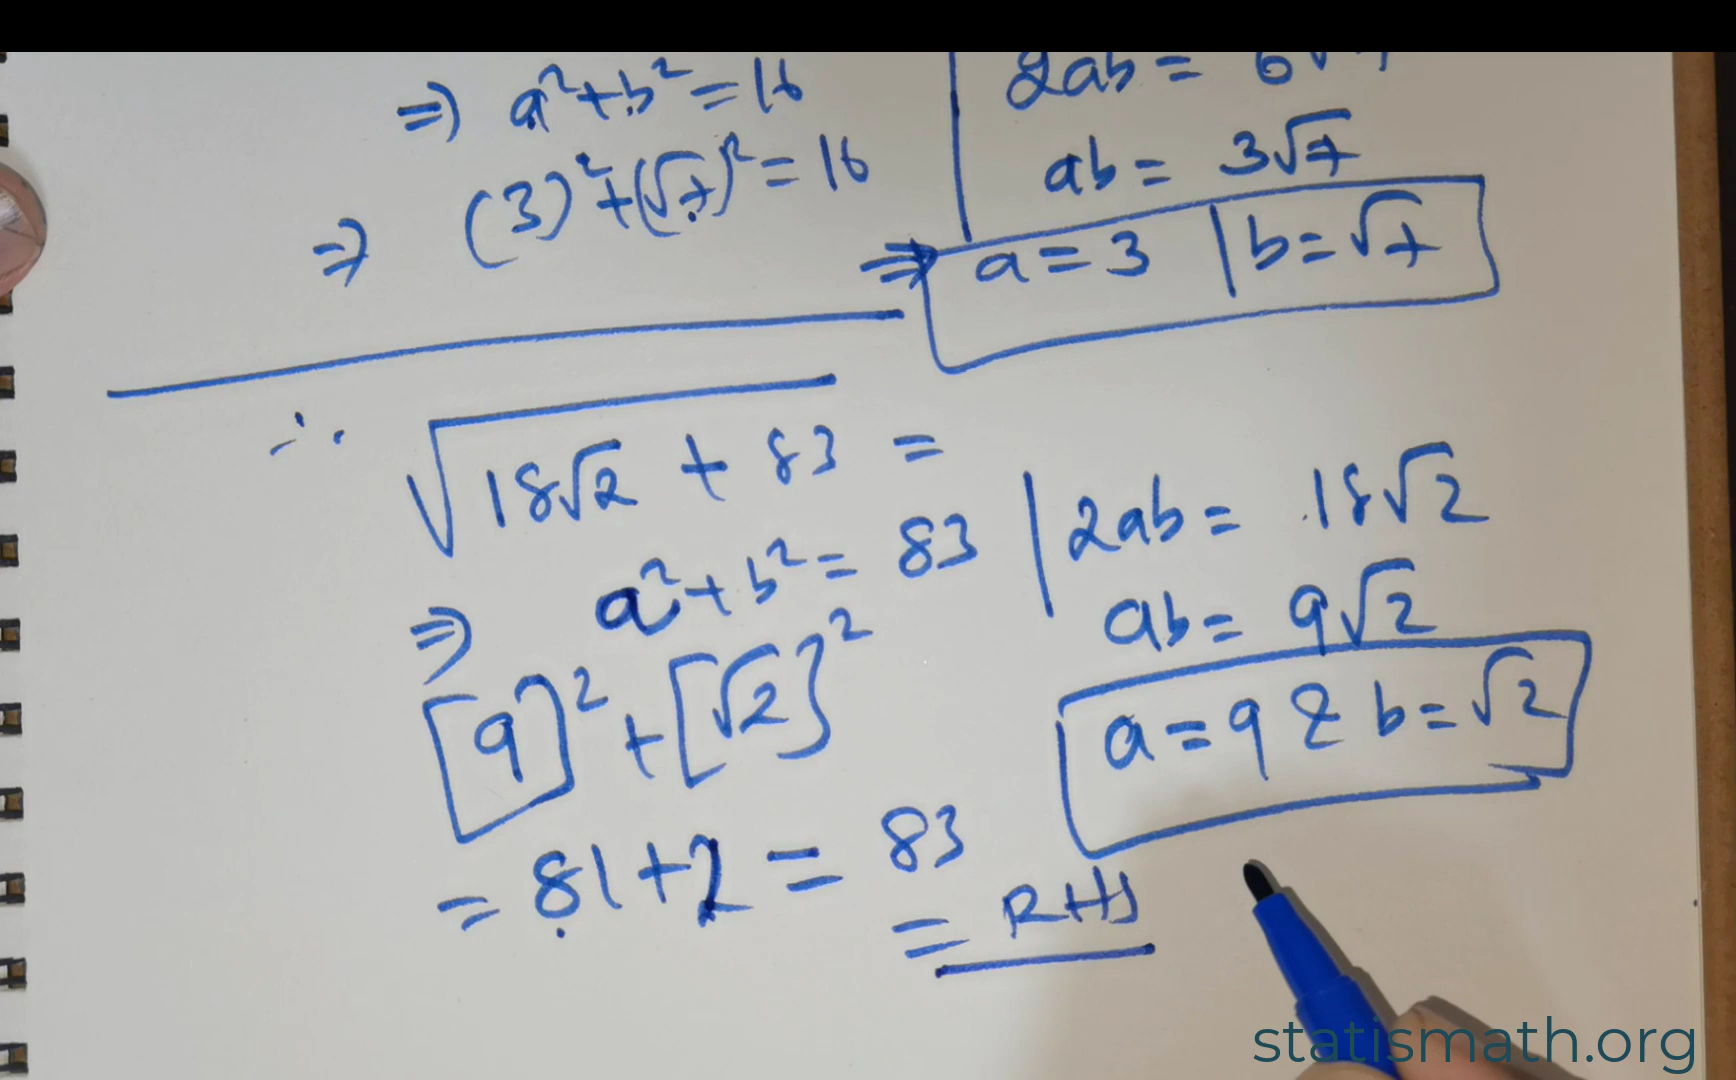 ⇒ a²+b²=16
2ab = 6√7
(3)²+(√7)²=16
ab = 3√7
⇒
⇒ a=3 | b=√7
∴ √(18√2 + 83) =
⇒ a²+b²= 83 | 2ab= 18√2
ab= 9√2
[9]²+[√2]²
a=9 & b=√2
= 81+2 = 83
= RHS
statismath.org